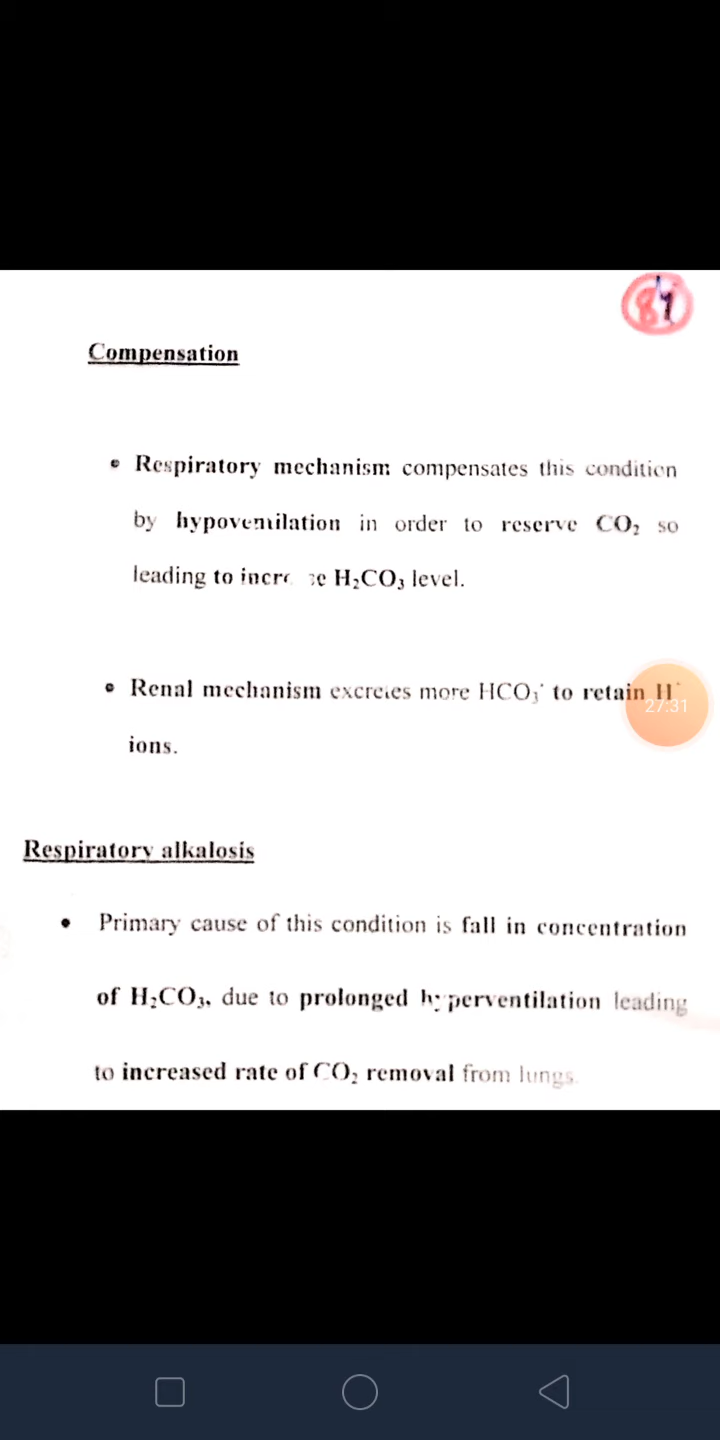 84
Compensation
• Respiratory mechanism compensates this condition
by hypoventilation in order to reserve CO₂ so
leading to H₂CO₃ level.
• Renal mechanism excretes more HCO₃⁻ to retain H⁺
27:31
ions.
Respiratory alkalosis
• Primary cause of this condition is fall in concentration
of H₂CO₃, due to prolonged hyperventilation leading
to increased rate of CO₂ removal from lungs.